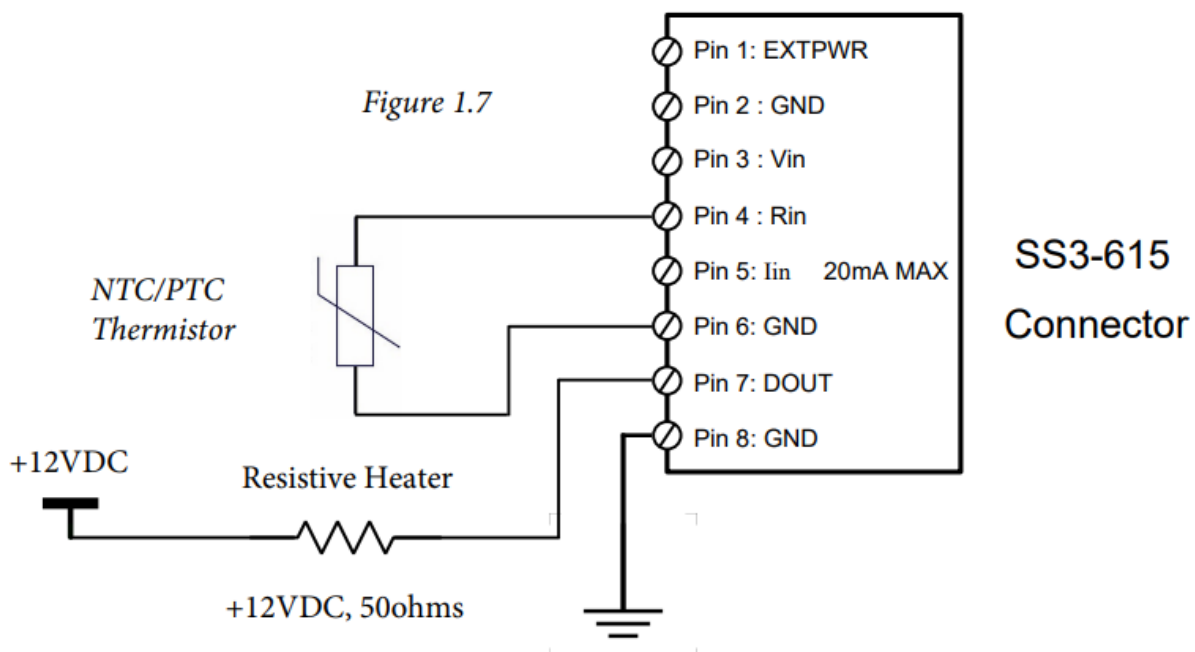 Pin 1: EXTPWR
Figure 1.7
Pin 2 : GND
Pin 3 : Vin
Pin 4 : Rin
SS3-615
Connector
Pin 5: Iin 20mA MAX
NTC/PTC
Thermistor
Pin 6: GND
Pin 7: DOUT
Pin 8: GND
+12VDC
Resistive Heater
+12VDC, 50ohms